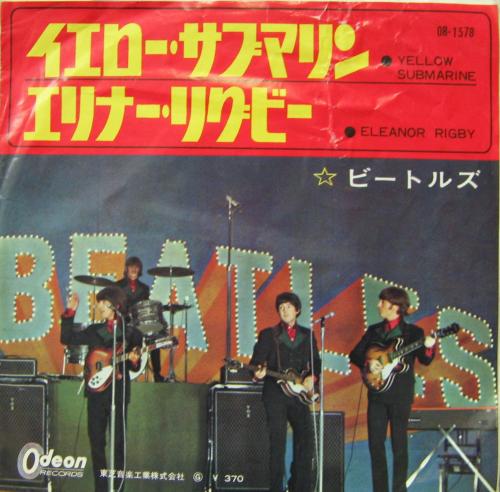 OR-1578
イエロー・サブマリン
● YELLOW
SUBMARINE
エリナー・リグビー
● ELEANOR RIGBY
☆ ビートルズ
BEATLES
VOX
VOX
Odeon
RECORDS
東芝音楽工業株式会社 Ⓖ ¥ 370